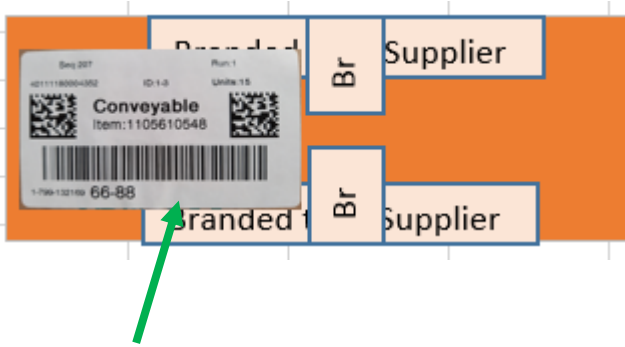 Branded Supplier
Br
Seq 207 Run:1
ID:1-3 Units:15
Conveyable
Item:1105610548
66-88
Br
Branded t Supplier